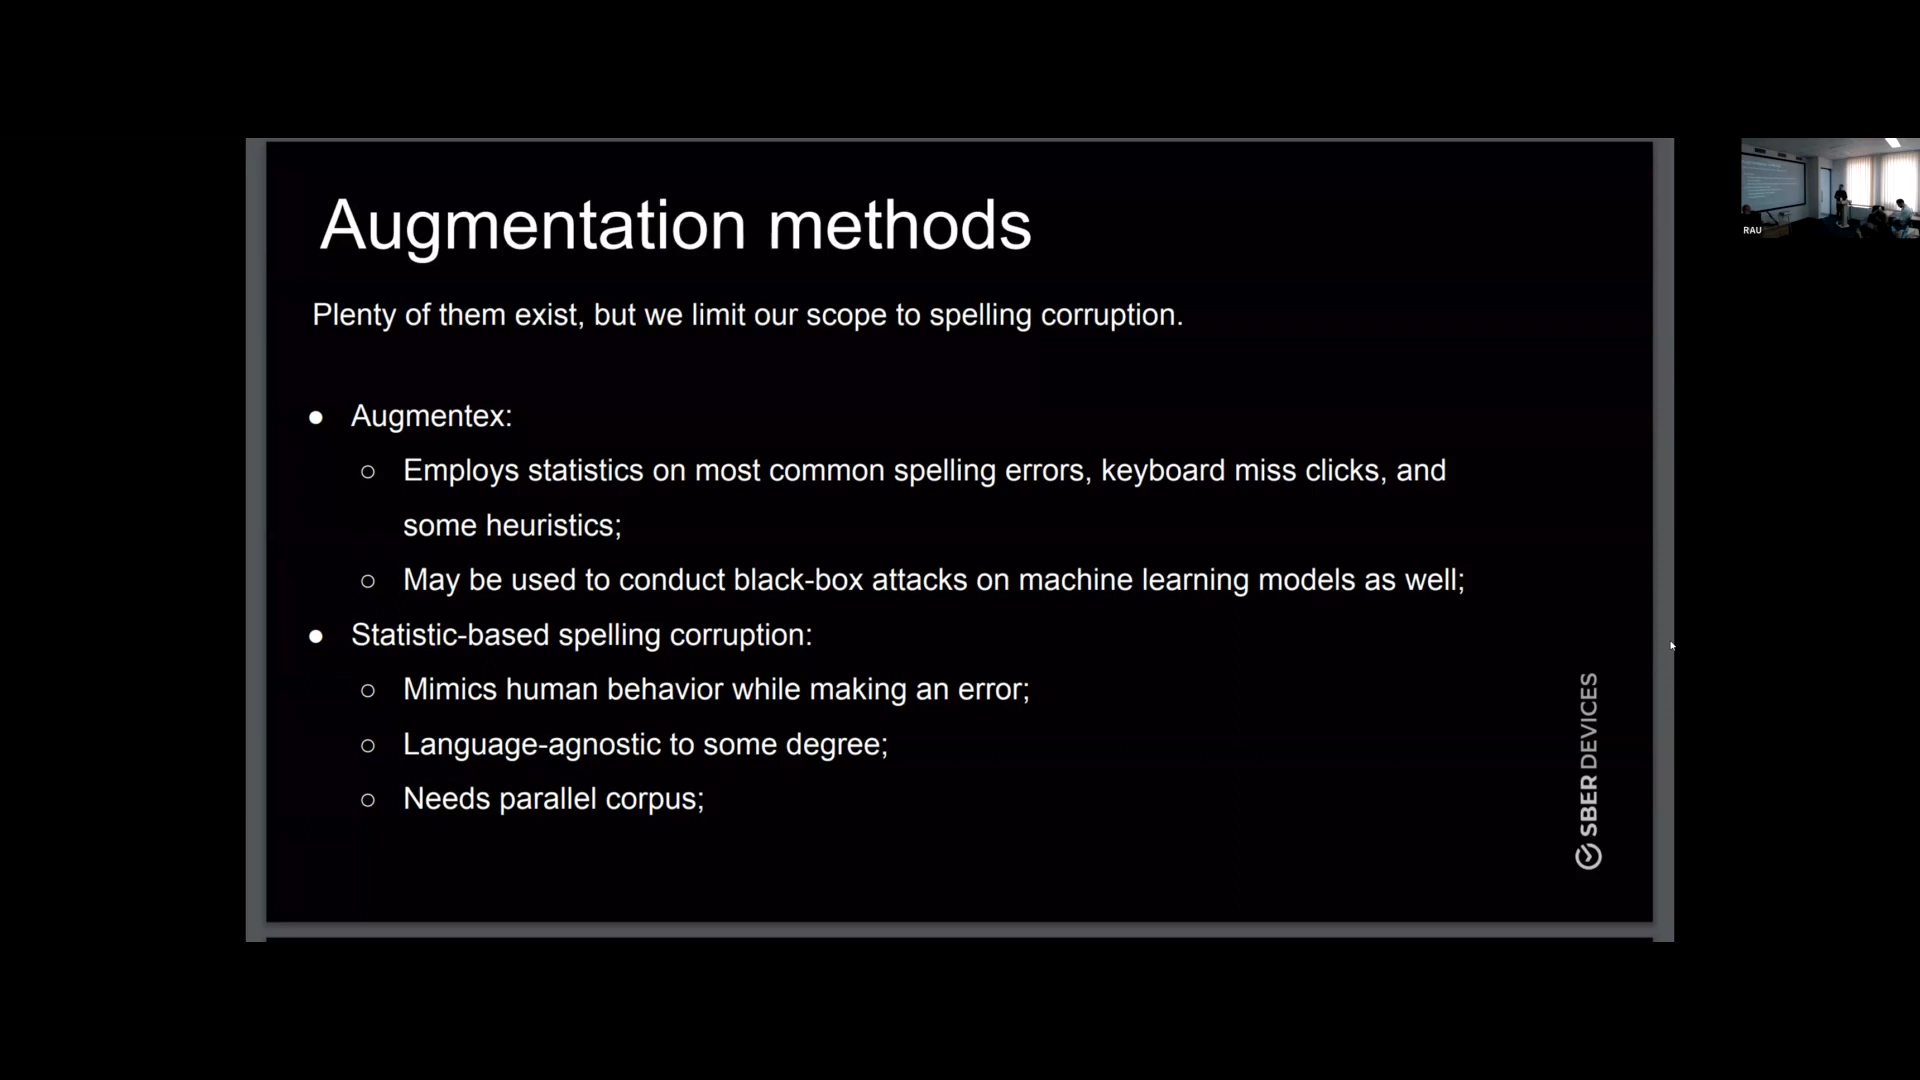 Augmentation methods
Plenty of them exist, but we limit our scope to spelling corruption.
● Augmentex:
○ Employs statistics on most common spelling errors, keyboard miss clicks, and
some heuristics;
○ May be used to conduct black-box attacks on machine learning models as well;
● Statistic-based spelling corruption:
○ Mimics human behavior while making an error;
○ Language-agnostic to some degree;
○ Needs parallel corpus;
SBER DEVICES
RAU